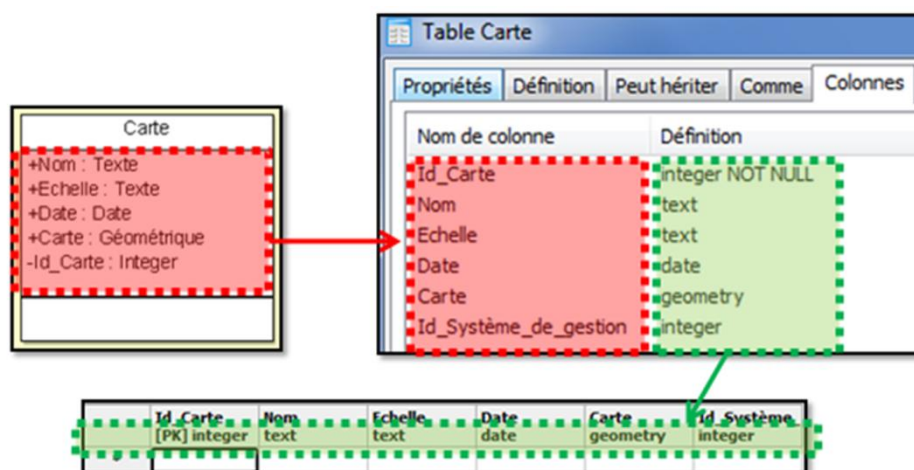 Table Carte
Propriétés Définition Peut hériter Comme Colonnes
Nom de colonne Définition
Id_Carte integer NOT NULL
Nom text
Echelle text
Date date
Carte geometry
Id_Système_de_gestion integer
Carte
+Nom : Texte
+Echelle : Texte
+Date : Date
+Carte : Géométrique
-Id_Carte : Integer
Id_Carte Nom Echelle Date Carte Id_Système
[PK] integer text text date geometry integer